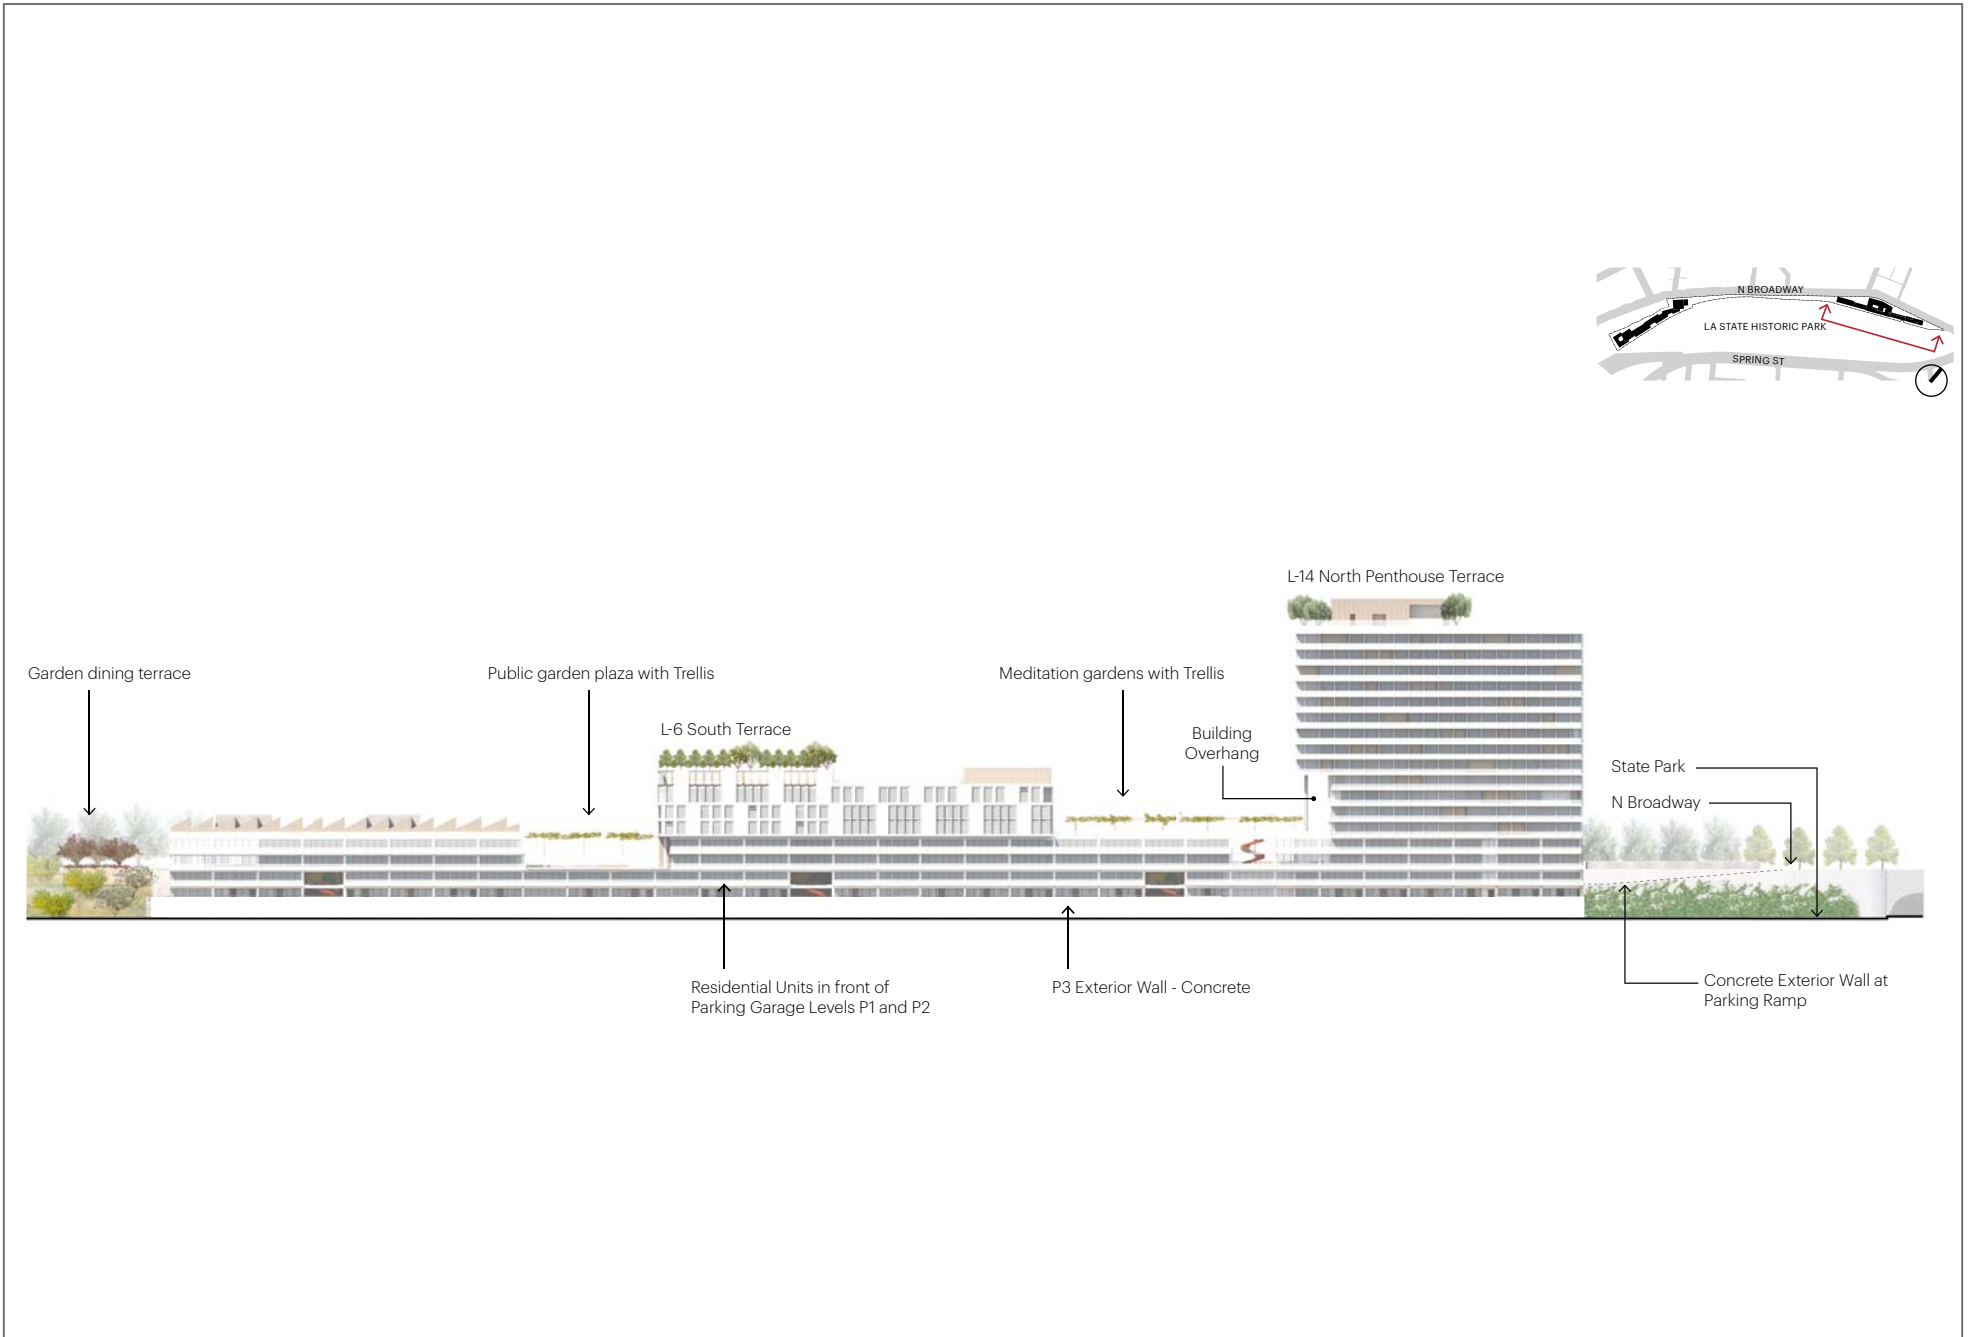 N BROADWAY
LA STATE HISTORIC PARK
SPRING ST
L-14 North Penthouse Terrace
Garden dining terrace
Public garden plaza with Trellis
Meditation gardens with Trellis
L-6 South Terrace
Building
Overhang
State Park
N Broadway
Residential Units in front of
Parking Garage Levels P1 and P2
P3 Exterior Wall - Concrete
Concrete Exterior Wall at
Parking Ramp